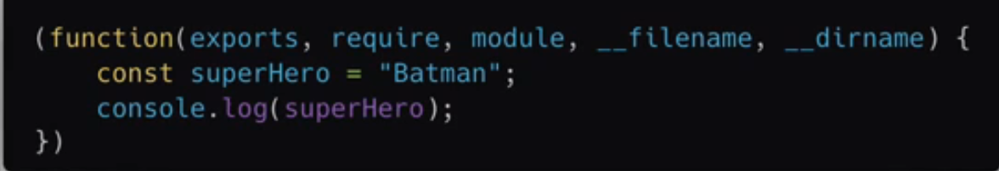 (function(exports, require, module, __filename, __dirname) {
    const superHero = "Batman";
    console.log(superHero);
})